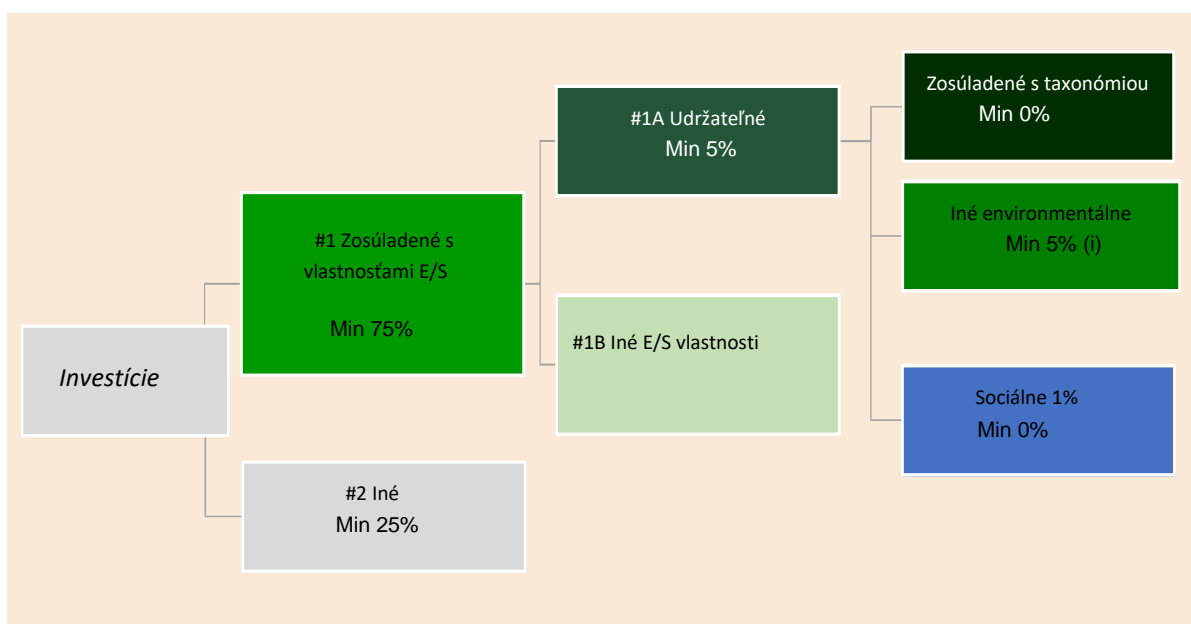 Investície
#1 Zosúladené s
vlastnosťami E/S
Min 75%
#2 Iné
Min 25%
#1A Udržateľné
Min 5%
#1B Iné E/S vlastnosti
Zosúladené s taxonómiou
Min 0%
Iné environmentálne
Min 5% (i)
Sociálne 1%
Min 0%